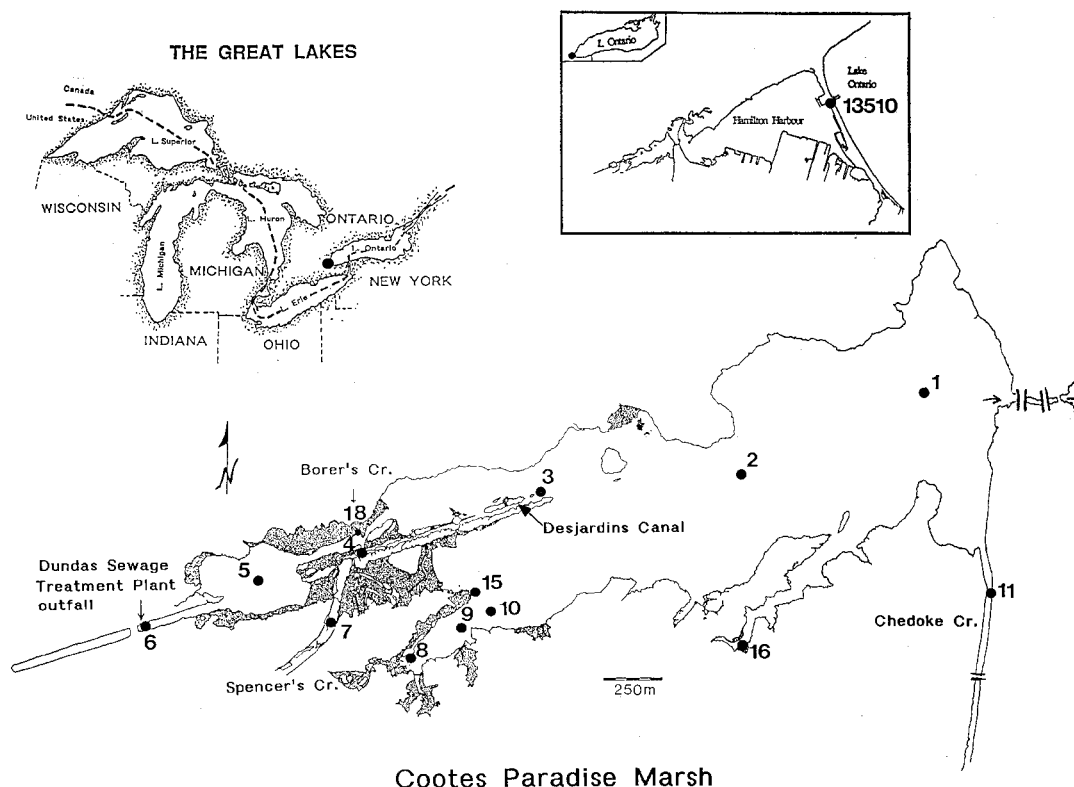 THE GREAT LAKES
Canada
United States
L. Superior
WISCONSIN
L. Michigan
MICHIGAN
L. Huron
ONTARIO
L. Ontario
NEW YORK
L. Erie
INDIANA
OHIO
L. Ontario
Lake
Ontario
13510
Hamilton Harbour
1
2
3
N
Borer's Cr.
18
4
Desjardins Canal
Dundas Sewage
Treatment Plant
outfall
5
6
7
15
10
9
8
11
Chedoke Cr.
16
Spencer's Cr.
250m
Cootes Paradise Marsh